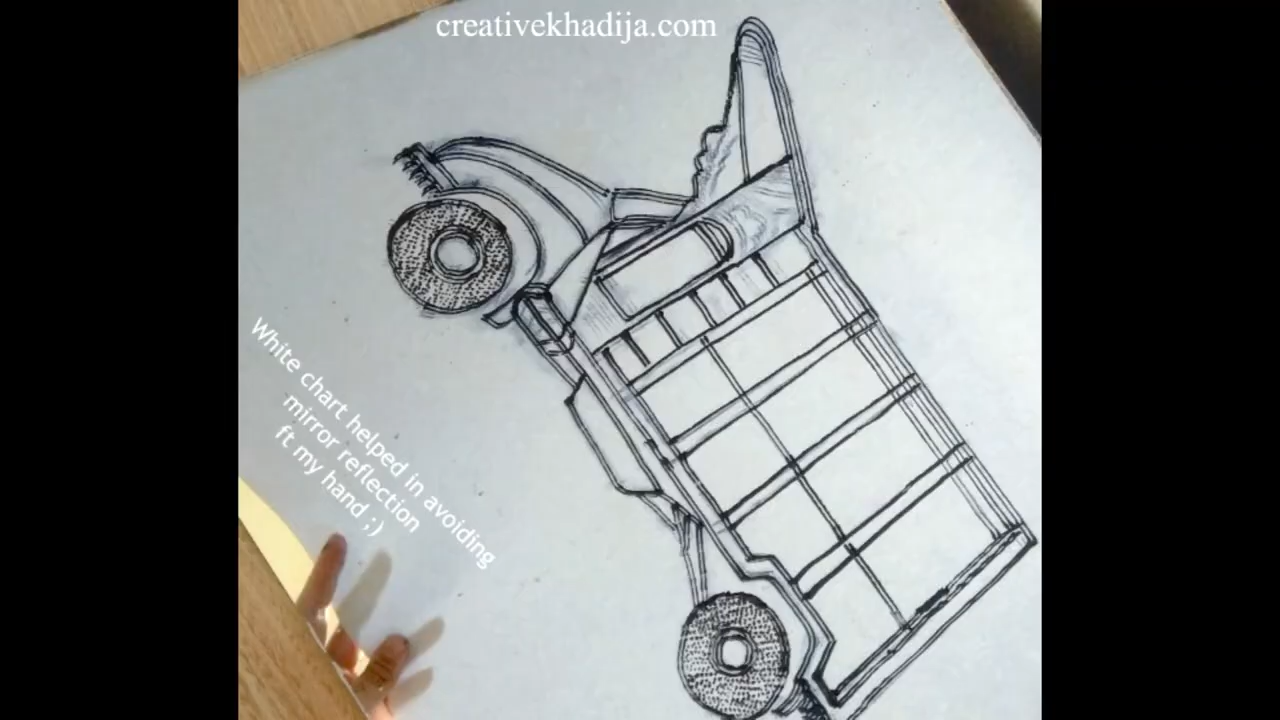 creativekhadija.com
White chart helped in avoiding
mirror reflection
ft my hand ;)